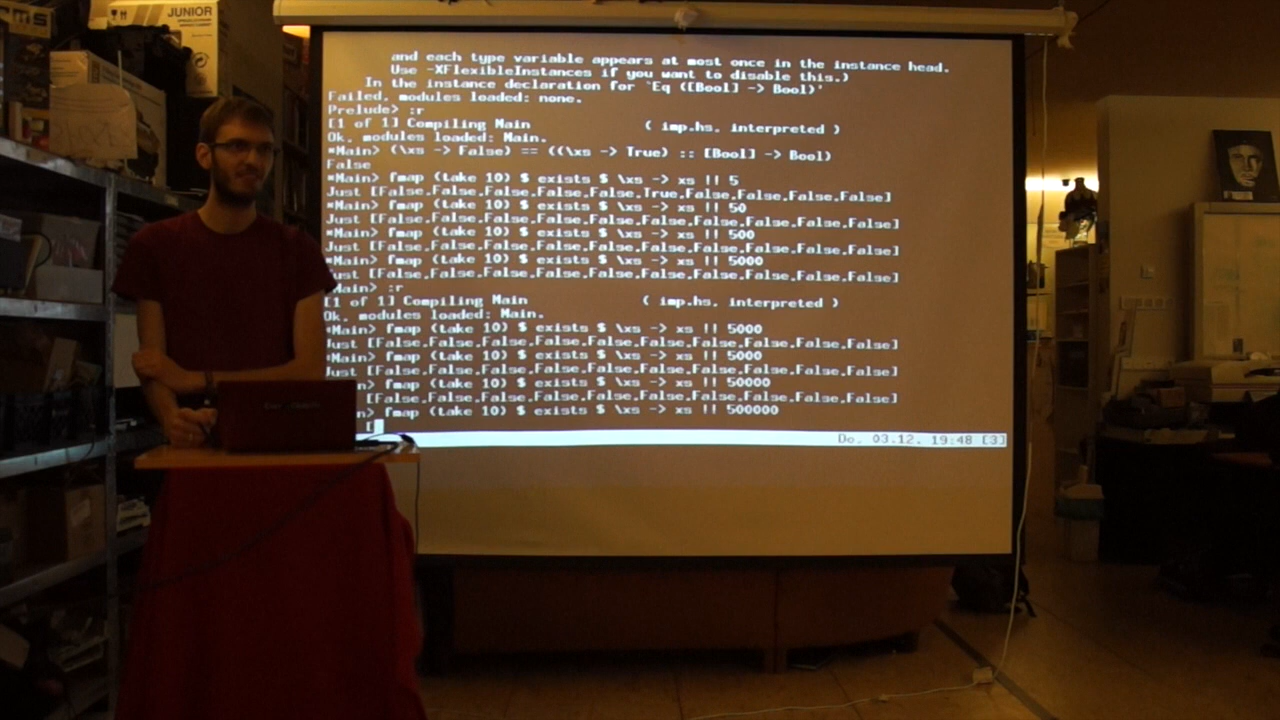 JUNIOR
and each type variable appears at most once in the instance head.
Use -XFlexibleInstances if you want to disable this.)
In the instance declaration for `Eq ([Bool] -> Bool)'
Failed, modules loaded: none.
Prelude> :r
[1 of 1] Compiling Main ( imp.hs, interpreted )
Ok, modules loaded: Main.
*Main> (\xs -> False) == ((\xs -> True) :: [Bool] -> Bool)
False
*Main> fmap (take 10) $ exists $ \xs -> xs !! 5
Just [False,False,False,False,False,True,False,False,False,False]
*Main> fmap (take 10) $ exists $ \xs -> xs !! 50
Just [False,False,False,False,False,False,False,False,False,False]
*Main> fmap (take 10) $ exists $ \xs -> xs !! 500
Just [False,False,False,False,False,False,False,False,False,False]
*Main> fmap (take 10) $ exists $ \xs -> xs !! 5000
Just [False,False,False,False,False,False,False,False,False,False]
*Main> :r
[1 of 1] Compiling Main ( imp.hs, interpreted )
Ok, modules loaded: Main.
*Main> fmap (take 10) $ exists $ \xs -> xs !! 5000
Just [False,False,False,False,False,False,False,False,False,False]
*Main> fmap (take 10) $ exists $ \xs -> xs !! 5000
Just [False,False,False,False,False,False,False,False,False,False]
n> fmap (take 10) $ exists $ \xs -> xs !! 50000
[False,False,False,False,False,False,False,False,False,False]
> fmap (take 10) $ exists $ \xs -> xs !! 500000
[
Do, 03.12. 19:48 [3]